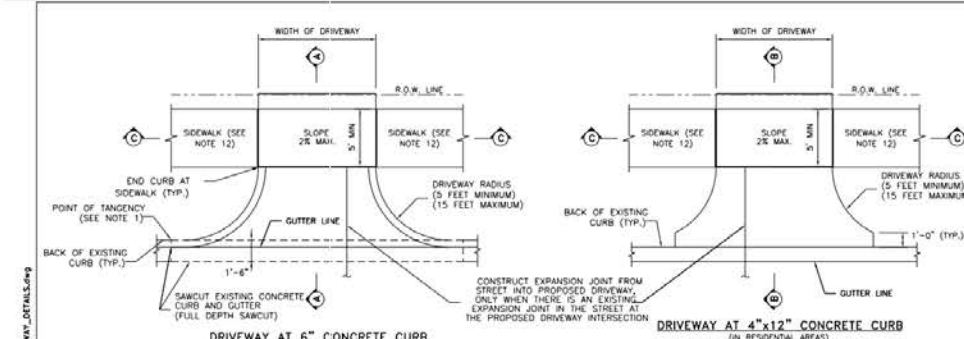 WIDTH OF DRIVEWAY
A
R.O.W. LINE
C
SIDEWALK (SEE
NOTE 12)
SLOPE
2% MAX.
5' MIN
SIDEWALK (SEE
NOTE 12)
C
END CURB AT
SIDEWALK (TYP.)
POINT OF TANGENCY
(SEE NOTE 1)
GUTTER LINE
DRIVEWAY RADIUS
(5 FEET MINIMUM)
(15 FEET MAXIMUM)
BACK OF EXISTING
CURB (TYP.)
1'-6"
SAWCUT EXISTING CONCRETE
CURB AND GUTTER
(FULL DEPTH SAWCUT)
A
CONSTRUCT EXPANSION JOINT FROM
STREET INTO PROPOSED DRIVEWAY,
ONLY WHEN THERE IS AN EXISTING
EXPANSION JOINT IN THE STREET AT
THE PROPOSED DRIVEWAY INTERSECTION
DRIVEWAY AT 6" CONCRETE CURB
WIDTH OF DRIVEWAY
B
R.O.W. LINE
C
SIDEWALK (SEE
NOTE 12)
SLOPE
2% MAX.
5' MIN
SIDEWALK (SEE
NOTE 12)
C
DRIVEWAY RADIUS
(5 FEET MINIMUM)
(15 FEET MAXIMUM
BACK OF EXISTING
CURB (TYP.)
1'-0" (TYP.)
GUTTER LINE
B
DRIVEWAY AT 4"x12" CONCRETE CURB
(IN RESIDENTIAL AREAS)
AY_DETAILS.dwg